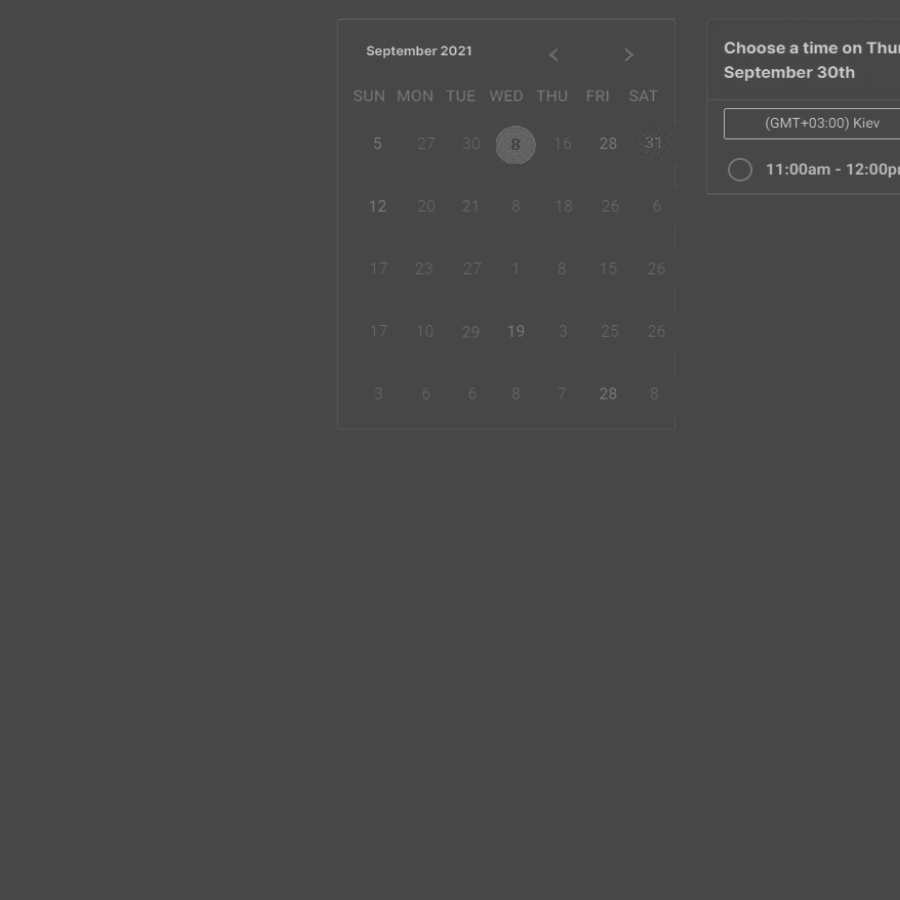 September 2021
SUN MON TUE WED THU FRI SAT
5 27 30 8 16 28 31
12 20 21 8 18 26 6
17 23 27 1 8 15 26
17 10 29 19 3 25 26
3 6 6 8 7 28 8
Choose a time on Thu
September 30th
(GMT+03:00) Kiev
11:00am - 12:00p